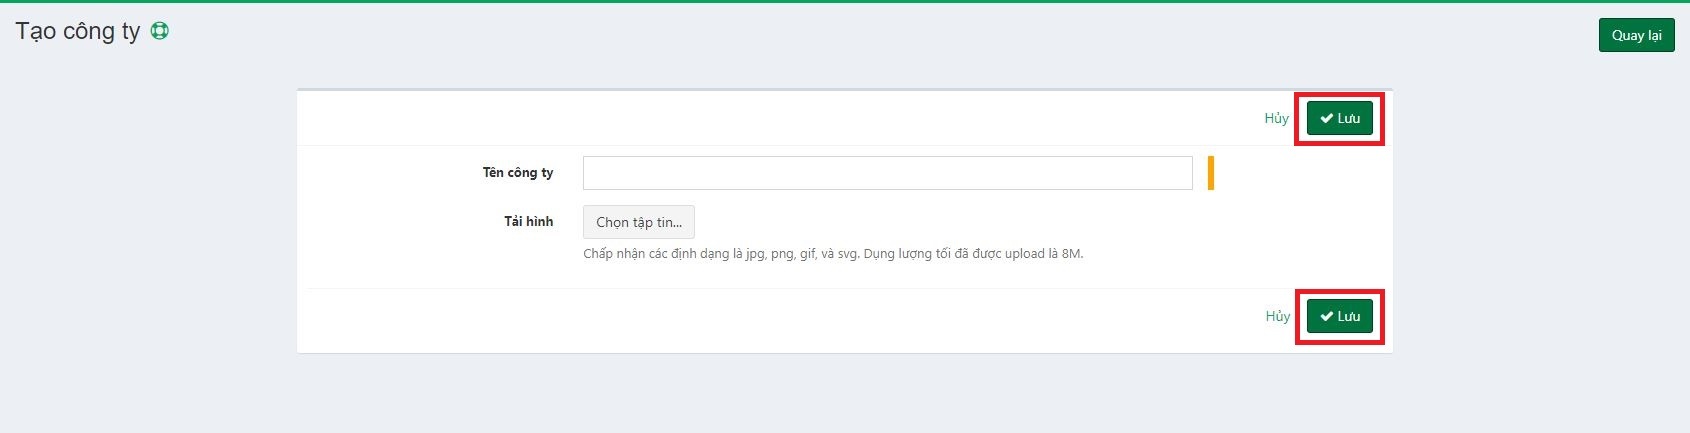 Tạo công ty
Quay lại
Hủy Lưu
Tên công ty
Tải hình Chọn tập tin...
Chấp nhận các định dạng là jpg, png, gif, và svg. Dụng lượng tối đã được upload là 8M.
Hủy Lưu